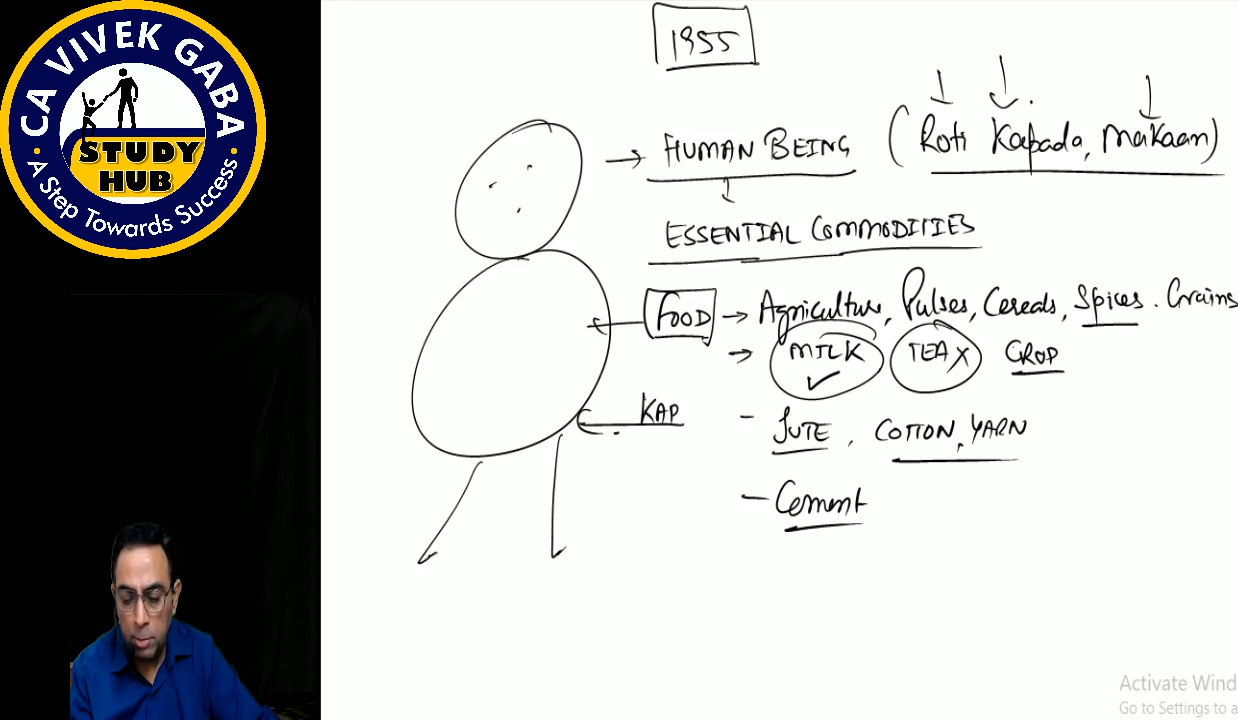 CA VIVEK GABA
STUDY
HUB
• A Step Towards Success •
1955
→ HUMAN BEING (Roti Kapada, Makaan)
ESSENTIAL COMMODITIES
FOOD → Agriculture, Pulses, Cereals, Spices. Grains
→ MILK ✓ TEA X CROP
KAP - JUTE, COTTON, YARN
- Cement
Activate Wind
Go to Settings to a